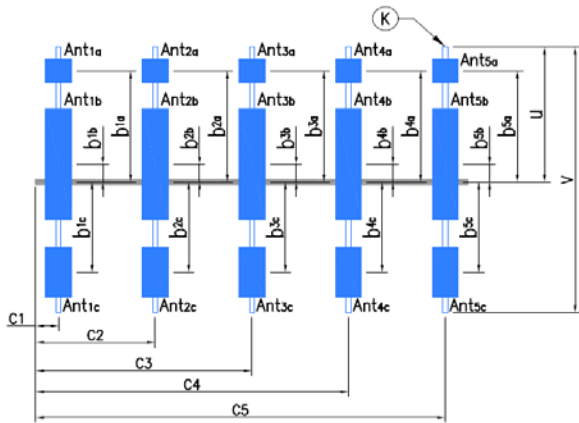 K
Ant1a Ant2a Ant3a Ant4a Ant5a
Ant1b Ant2b Ant3b Ant4b Ant5b
b1b b1a b2b b2a b3b b3a b4b b4a b5b b5a u v
b1c b2c b3c b4c b5c
Ant1c Ant2c Ant3c Ant4c Ant5c
C1
C2
C3
C4
C5